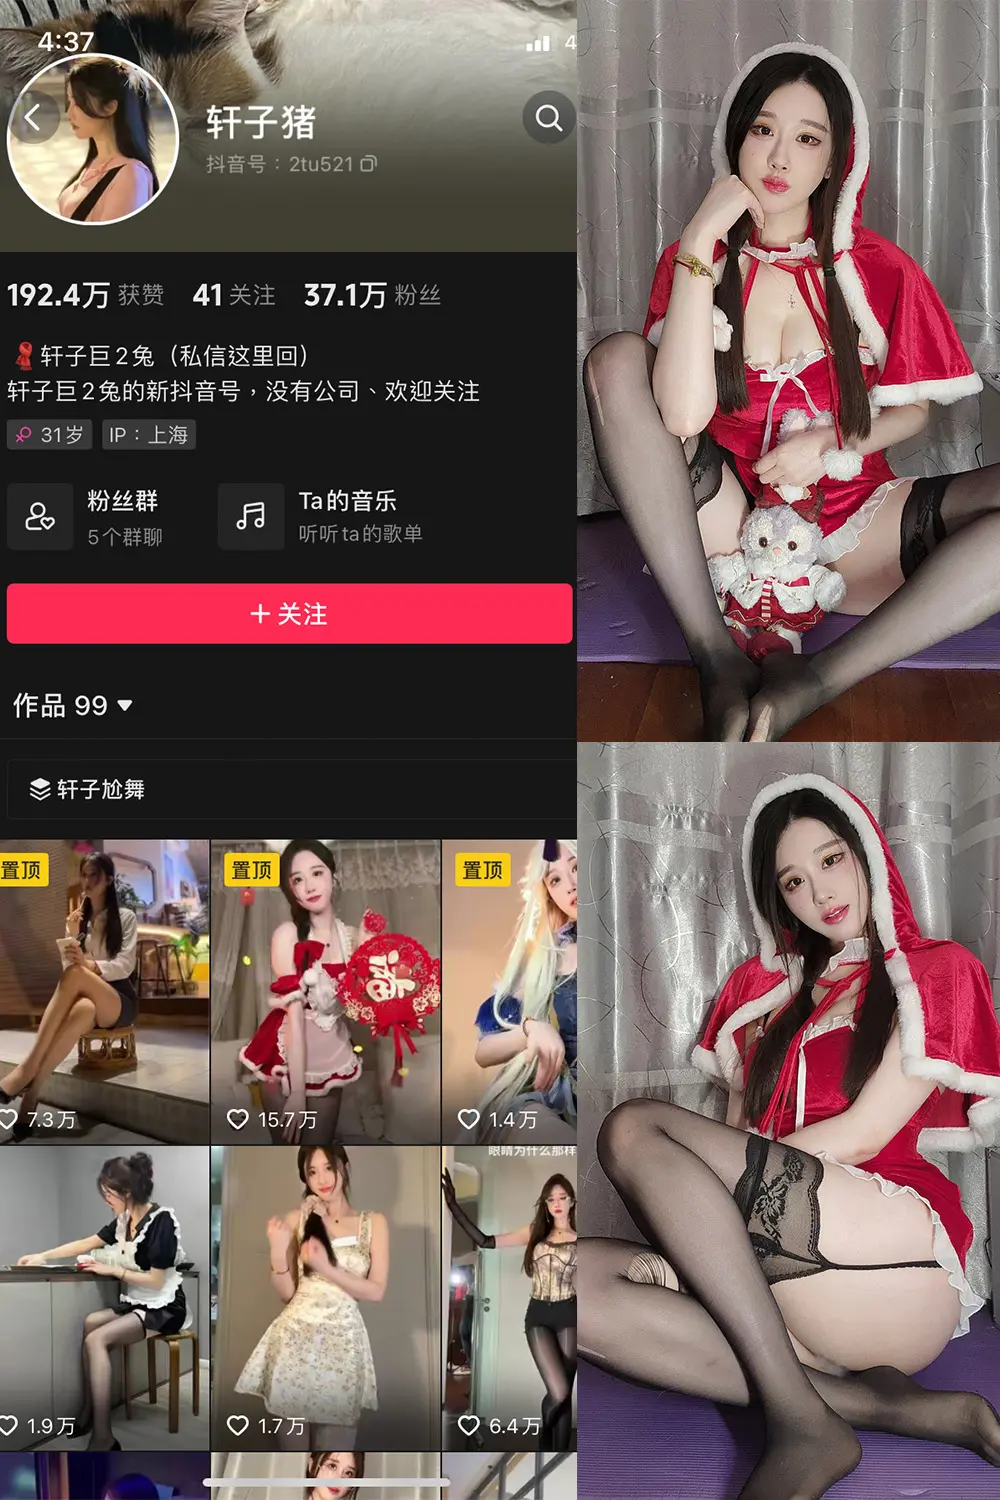 4:37
4
轩子猪
抖音号：2tu521
192.4万 获赞 41 关注 37.1万 粉丝
轩子巨2兔（私信这里回）
轩子巨2兔的新抖音号，没有公司、欢迎关注
31岁 IP：上海
粉丝群
5个群聊
Ta的音乐
听听ta的歌单
关注
作品 99
轩子尬舞
置顶 置顶 置顶
福
7.3万 15.7万 1.4万
眼睛为什么那样
1.9万 1.7万 6.4万